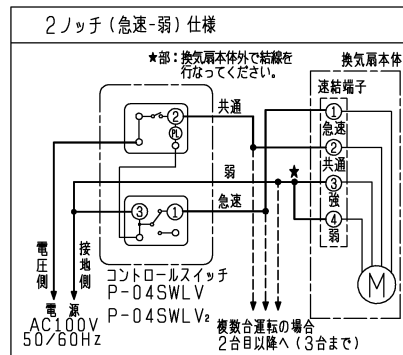 2ノッチ(急速-弱)仕様
★部:換気扇本体外で結線を
行なってください。
換気扇本体
速結端子
共通
② 
PL
①
急速
②
共通
③
強
④
弱
弱
★
急速
③
①
M
電圧側
接地側
コントロールスイッチ
P-04SWLV
P-04SWLV₂
電 源
AC100V
50/60Hz
複数台運転の場合
2台目以降へ(3台まで)